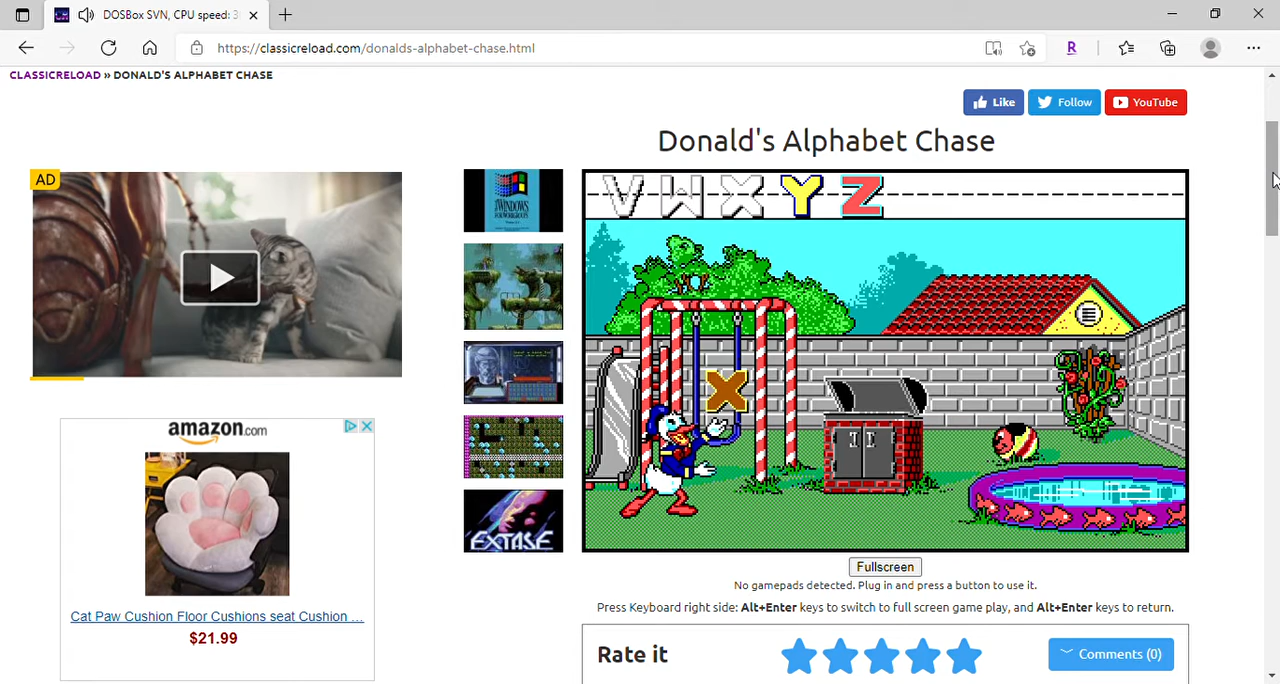 DOSBox SVN, CPU speed: 3
https://classicreload.com/donalds-alphabet-chase.html
R
CLASSICRELOAD » DONALD'S ALPHABET CHASE
Like
Follow
YouTube
Donald's Alphabet Chase
AD
WINDOWS
FOR WORKGROUPS
V W X Y Z
X
amazon.com
EXTASE
Fullscreen
No gamepads detected. Plug in and press a button to use it.
Press Keyboard right side: Alt+Enter keys to switch to full screen game play, and Alt+Enter keys to return.
Cat Paw Cushion Floor Cushions seat Cushion ...
$21.99
Rate it
Comments (0)